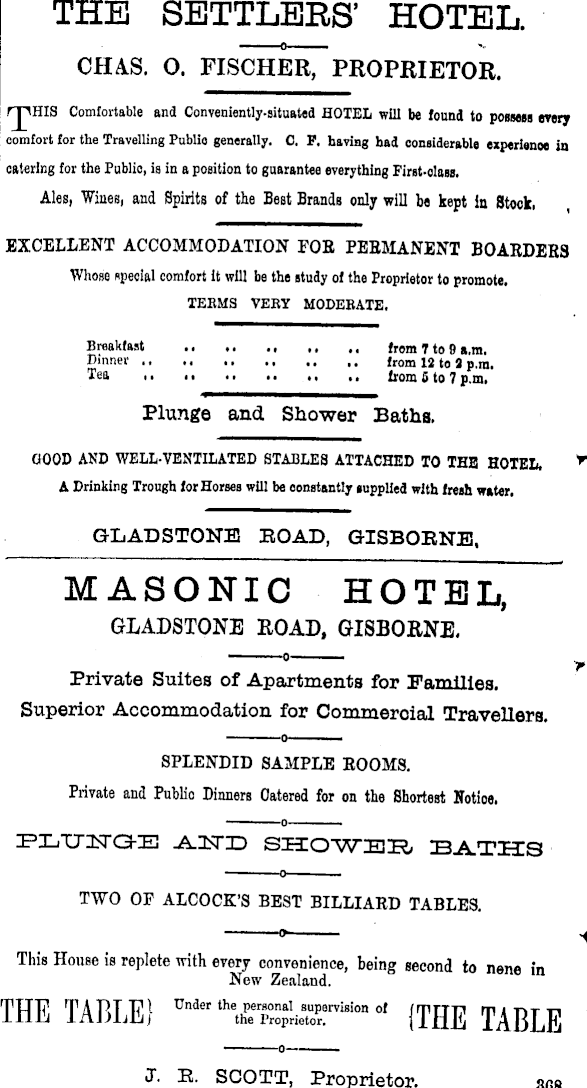 THE SETTLERS' HOTEL.
CHAS. O. FISCHER, PROPRIETOR.
THIS Comfortable and Conveniently-situated HOTEL will be found to possess every
comfort for the Travelling Public generally. C. F. having had considerable experience in
catering for the Public, is in a position to guarantee everything First-class.
Ales, Wines, and Spirits of the Best Brands only will be kept in Stock.
EXCELLENT ACCOMMODATION FOR PERMANENT BOARDERS
Whose special comfort it will be the study of the Proprietor to promote.
TERMS VERY MODERATE.
Breakfast .. .. .. .. .. from 7 to 9 a.m.
Dinner .. .. .. .. .. .. from 12 to 2 p.m.
Tea .. .. .. .. .. .. from 5 to 7 p.m.
Plunge and Shower Baths.
GOOD AND WELL-VENTILATED STABLES ATTACHED TO THE HOTEL.
A Drinking Trough for Horses will be constantly supplied with fresh water.
GLADSTONE ROAD, GISBORNE.
MASONIC HOTEL,
GLADSTONE ROAD, GISBORNE.
Private Suites of Apartments for Families.
Superior Accommodation for Commercial Travellers.
SPLENDID SAMPLE ROOMS.
Private and Public Dinners Catered for on the Shortest Notice.
PLUNGE AND SHOWER BATHS
TWO OF ALCOCK'S BEST BILLIARD TABLES.
This House is replete with every convenience, being second to none in
New Zealand.
THE TABLE} Under the personal supervision of the Proprietor. {THE TABLE
J. R. SCOTT, Proprietor. 368